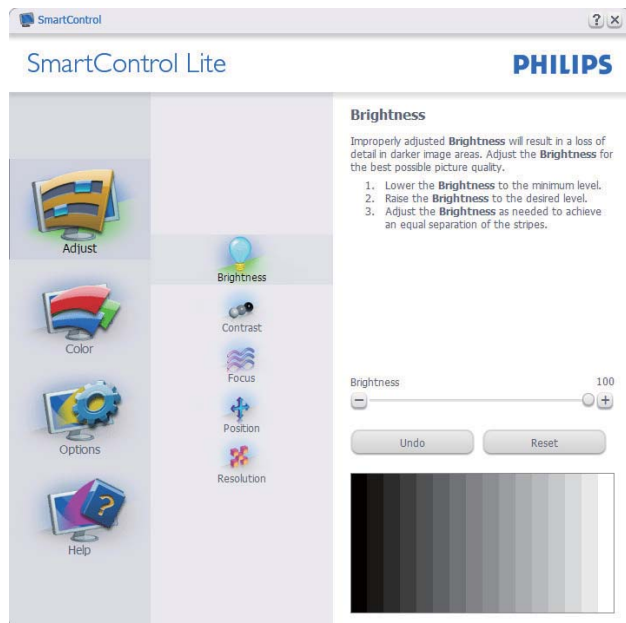 SmartControl
? ×
SmartControl Lite
PHILIPS
Adjust
Color
Options
?
Help
Brightness
Contrast
Focus
Position
Resolution
Brightness
Improperly adjusted Brightness will result in a loss of
detail in darker image areas. Adjust the Brightness for
the best possible picture quality.
1. Lower the Brightness to the minimum level.
2. Raise the Brightness to the desired level.
3. Adjust the Brightness as needed to achieve
an equal separation of the stripes.
Brightness 100
Undo Reset